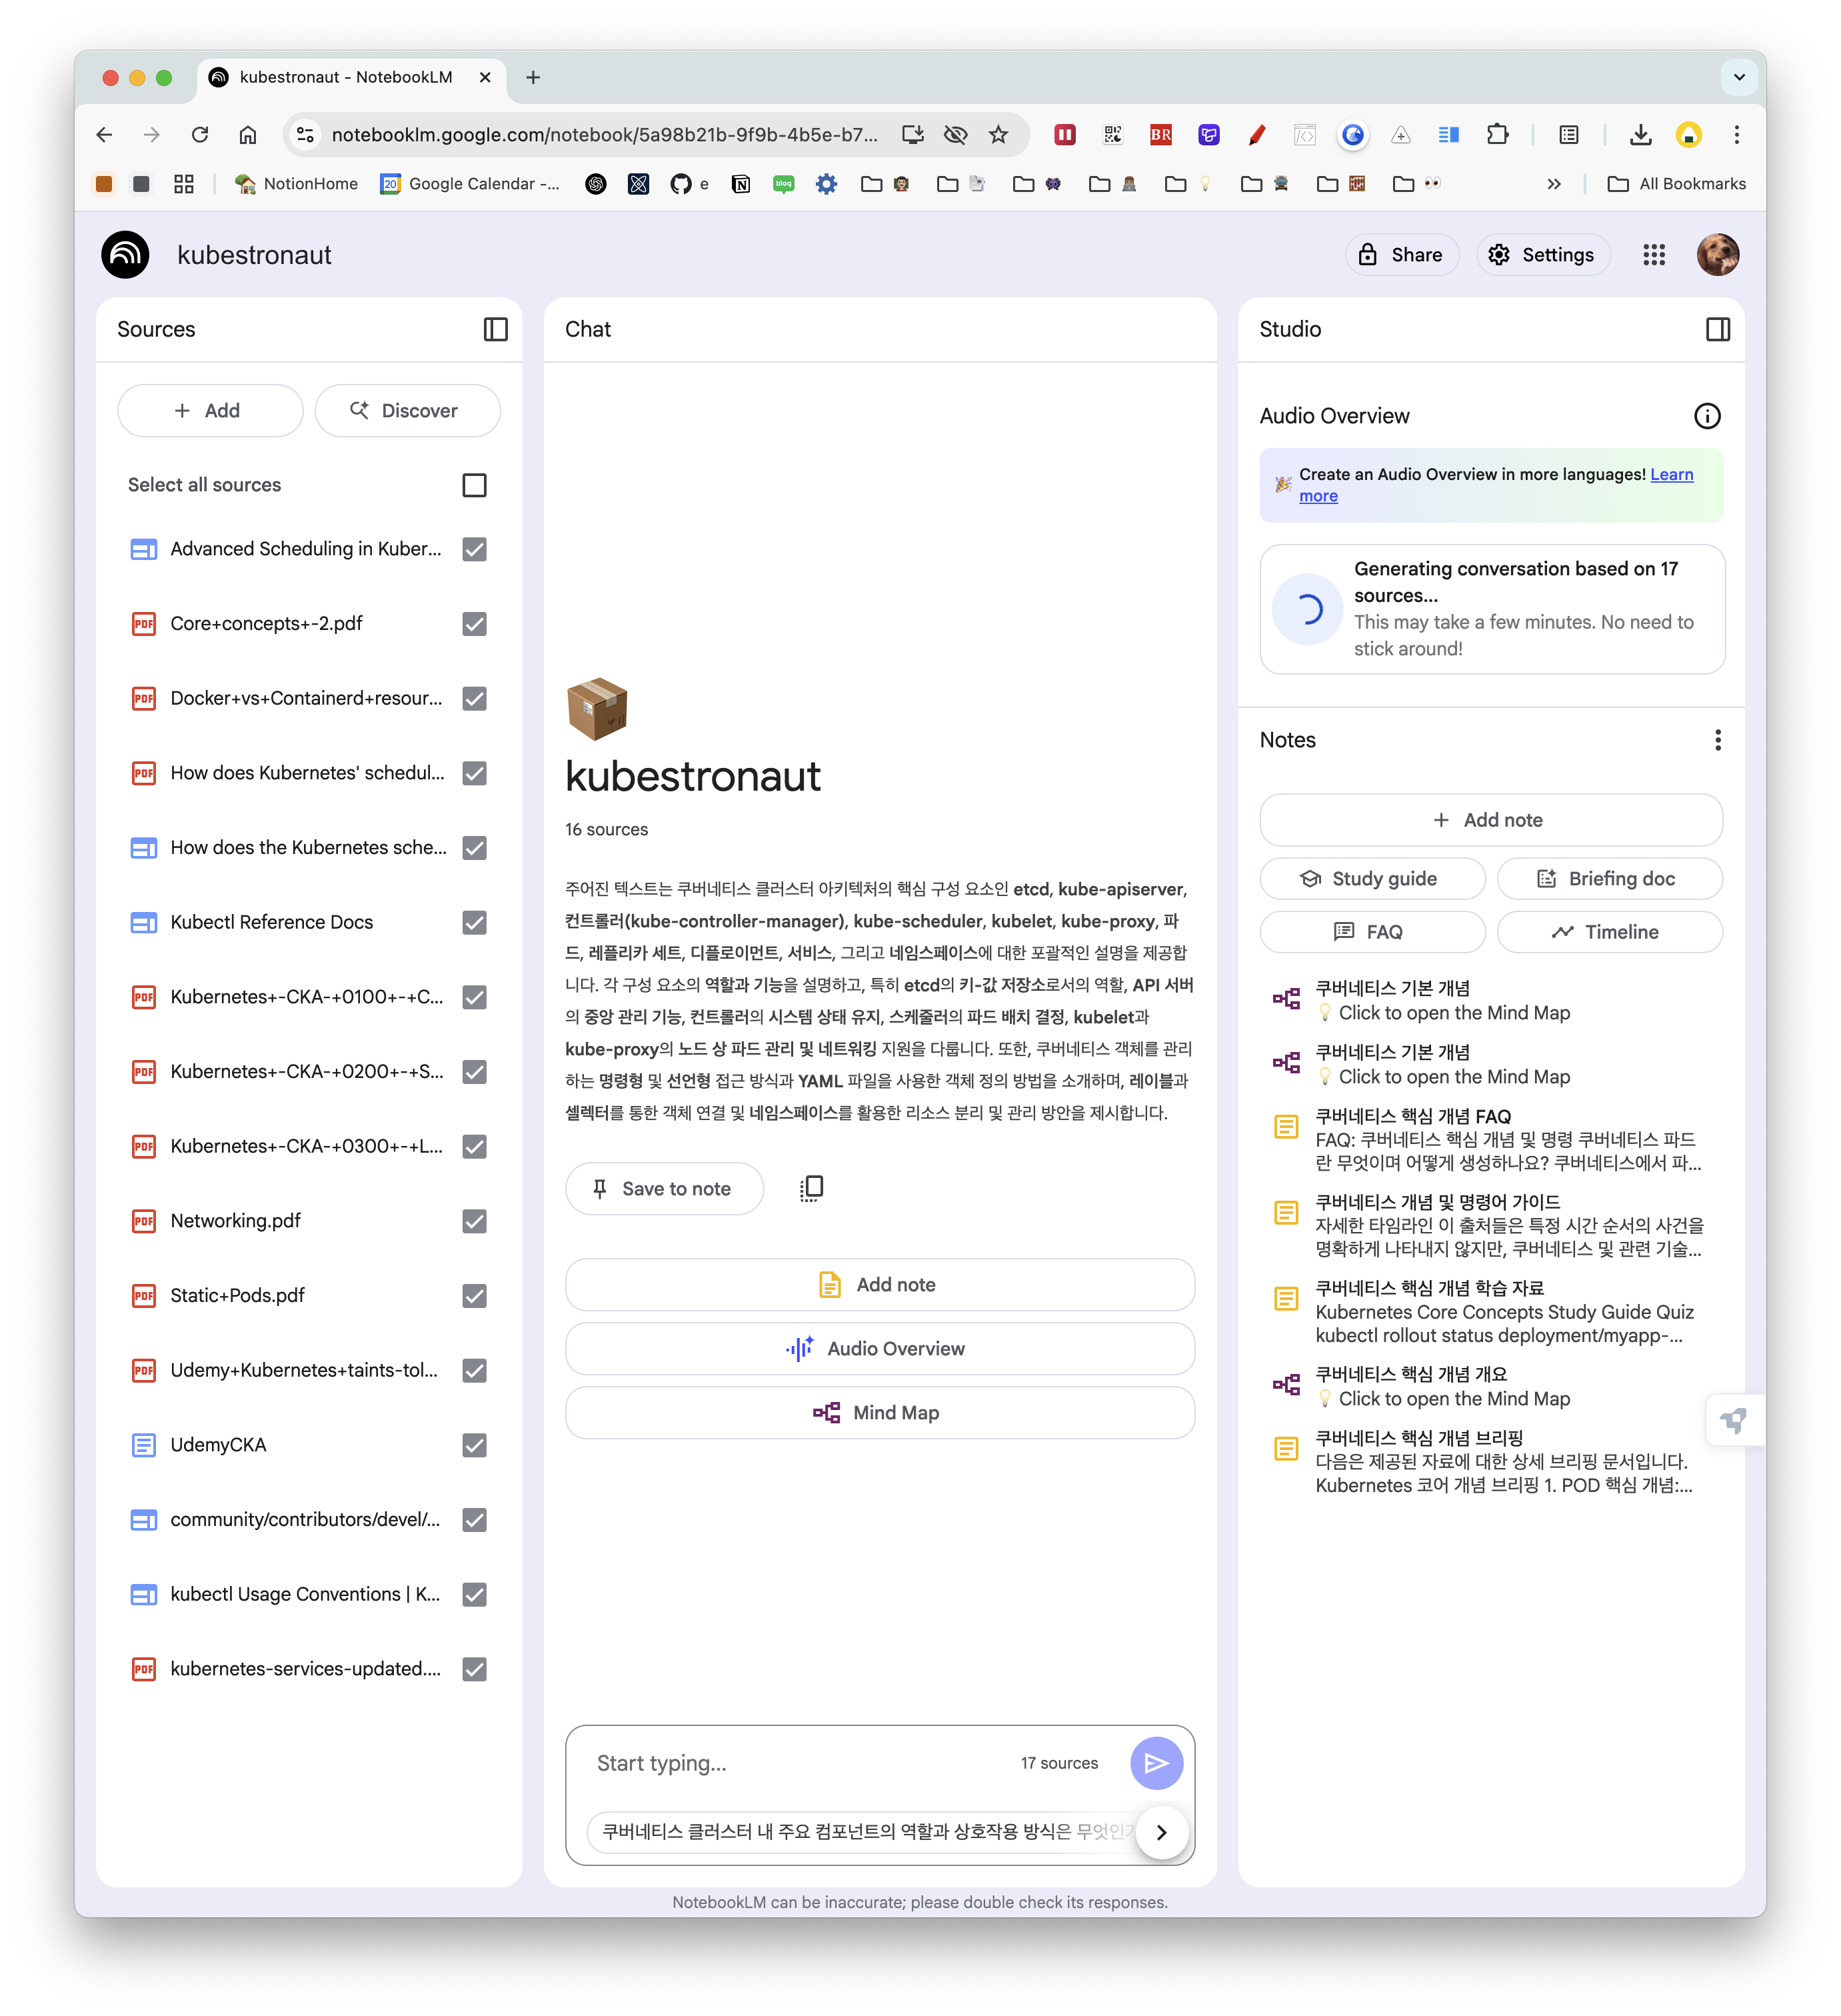 kubestronaut - NotebookLM
notebooklm.google.com/notebook/5a98b21b-9f9b-4b5e-b7...
BR
NotionHome
20
Google Calendar -...
e
blog
All Bookmarks
kubestronaut
Share
Settings
Sources
Add
Discover
Select all sources
Advanced Scheduling in Kuber...
PDF Core+concepts+-2.pdf
PDF Docker+vs+Containerd+resour...
PDF How does Kubernetes' schedul...
How does the Kubernetes sche...
Kubectl Reference Docs
PDF Kubernetes+-CKA-+0100+-+C...
PDF Kubernetes+-CKA-+0200+-+S...
PDF Kubernetes+-CKA-+0300+-+L...
PDF Networking.pdf
PDF Static+Pods.pdf
PDF Udemy+Kubernetes+taints-tol...
UdemyCKA
community/contributors/devel/...
kubectl Usage Conventions | K...
PDF kubernetes-services-updated....
Chat
kubestronaut
16 sources
주어진 텍스트는 쿠버네티스 클러스터 아키텍처의 핵심 구성 요소인 etcd, kube-apiserver,
컨트롤러(kube-controller-manager), kube-scheduler, kubelet, kube-proxy, 파
드, 레플리카 세트, 디플로이먼트, 서비스, 그리고 네임스페이스에 대한 포괄적인 설명을 제공합
니다. 각 구성 요소의 역할과 기능을 설명하고, 특히 etcd의 키-값 저장소로서의 역할, API 서버
의 중앙 관리 기능, 컨트롤러의 시스템 상태 유지, 스케줄러의 파드 배치 결정, kubelet과
kube-proxy의 노드 상 파드 관리 및 네트워킹 지원을 다룹니다. 또한, 쿠버네티스 객체를 관리
하는 명령형 및 선언형 접근 방식과 YAML 파일을 사용한 객체 정의 방법을 소개하며, 레이블과
셀렉터를 통한 객체 연결 및 네임스페이스를 활용한 리소스 분리 및 관리 방안을 제시합니다.
Save to note
Add note
Audio Overview
Mind Map
Start typing...
17 sources
쿠버네티스 클러스터 내 주요 컴포넌트의 역할과 상호작용 방식은 무엇인가
NotebookLM can be inaccurate; please double check its responses.
Studio
Audio Overview
Create an Audio Overview in more languages! Learn
more
Generating conversation based on 17
sources...
This may take a few minutes. No need to
stick around!
Notes
Add note
Study guide
Briefing doc
FAQ
Timeline
쿠버네티스 기본 개념
Click to open the Mind Map
쿠버네티스 기본 개념
Click to open the Mind Map
쿠버네티스 핵심 개념 FAQ
FAQ: 쿠버네티스 핵심 개념 및 명령 쿠버네티스 파드
란 무엇이며 어떻게 생성하나요? 쿠버네티스에서 파...
쿠버네티스 개념 및 명령어 가이드
자세한 타임라인 이 출처들은 특정 시간 순서의 사건을
명확하게 나타내지 않지만, 쿠버네티스 및 관련 기술...
쿠버네티스 핵심 개념 학습 자료
Kubernetes Core Concepts Study Guide Quiz
kubectl rollout status deployment/myapp-...
쿠버네티스 핵심 개념 개요
Click to open the Mind Map
쿠버네티스 핵심 개념 브리핑
다음은 제공된 자료에 대한 상세 브리핑 문서입니다.
Kubernetes 코어 개념 브리핑 1. POD 핵심 개념:...